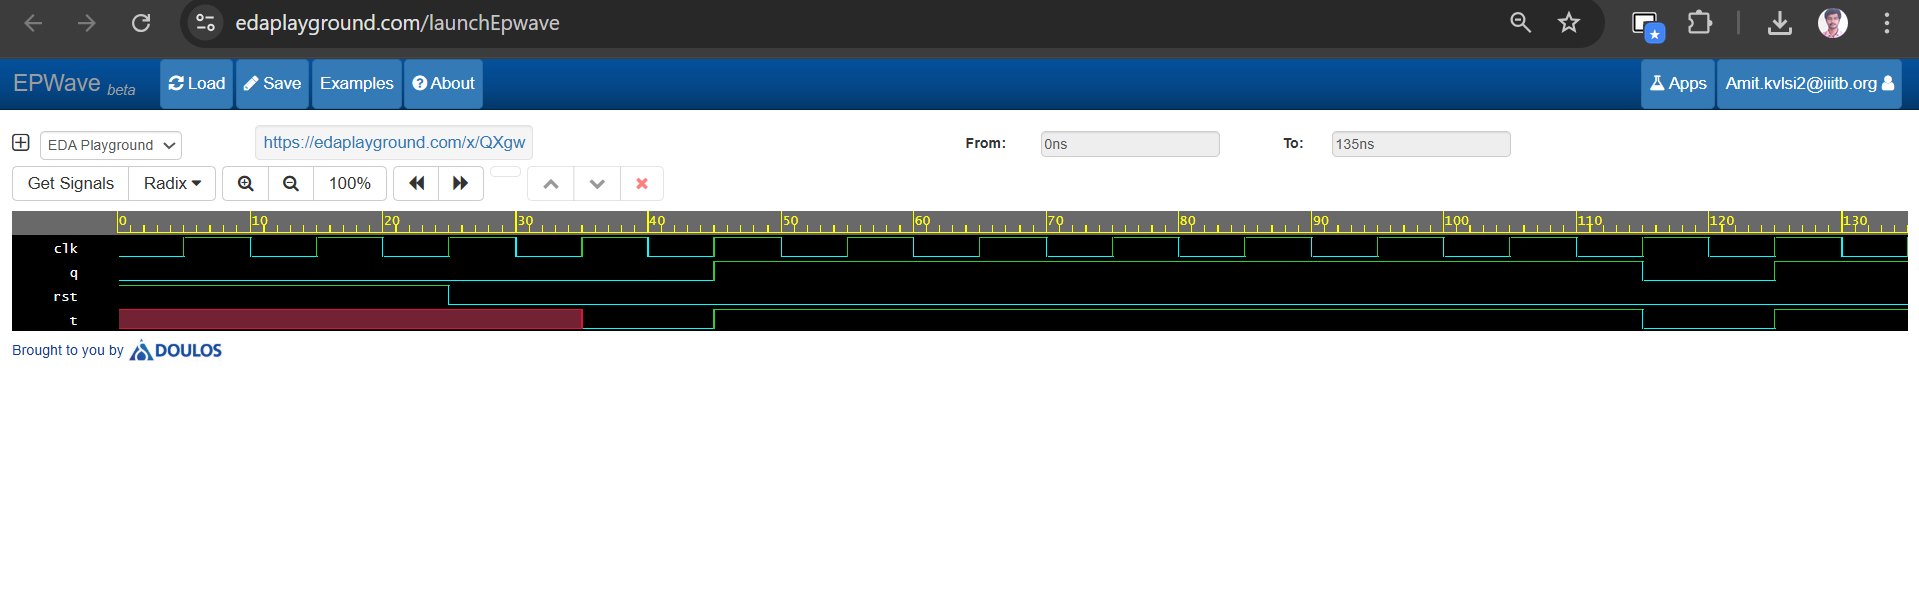 edaplayground.com/launchEpwave
EPWave beta Load Save Examples About Apps Amit.kvlsi2@iiitb.org
EDA Playground https://edaplayground.com/x/QXgw From: 0ns To: 135ns
Get Signals Radix 100%
0 10 20 30 40 50 60 70 80 90 100 110 120 130
clk
q
rst
t
Brought to you by DOULOS